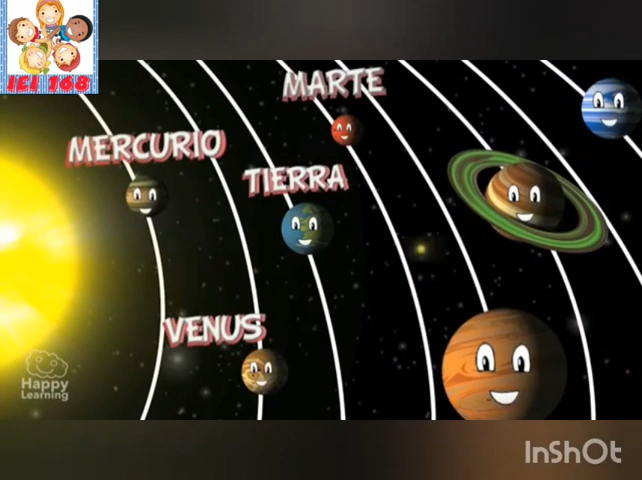 IEI 168
MARTE
MERCURIO
TIERRA
VENUS
Happy
Learning
InShOt